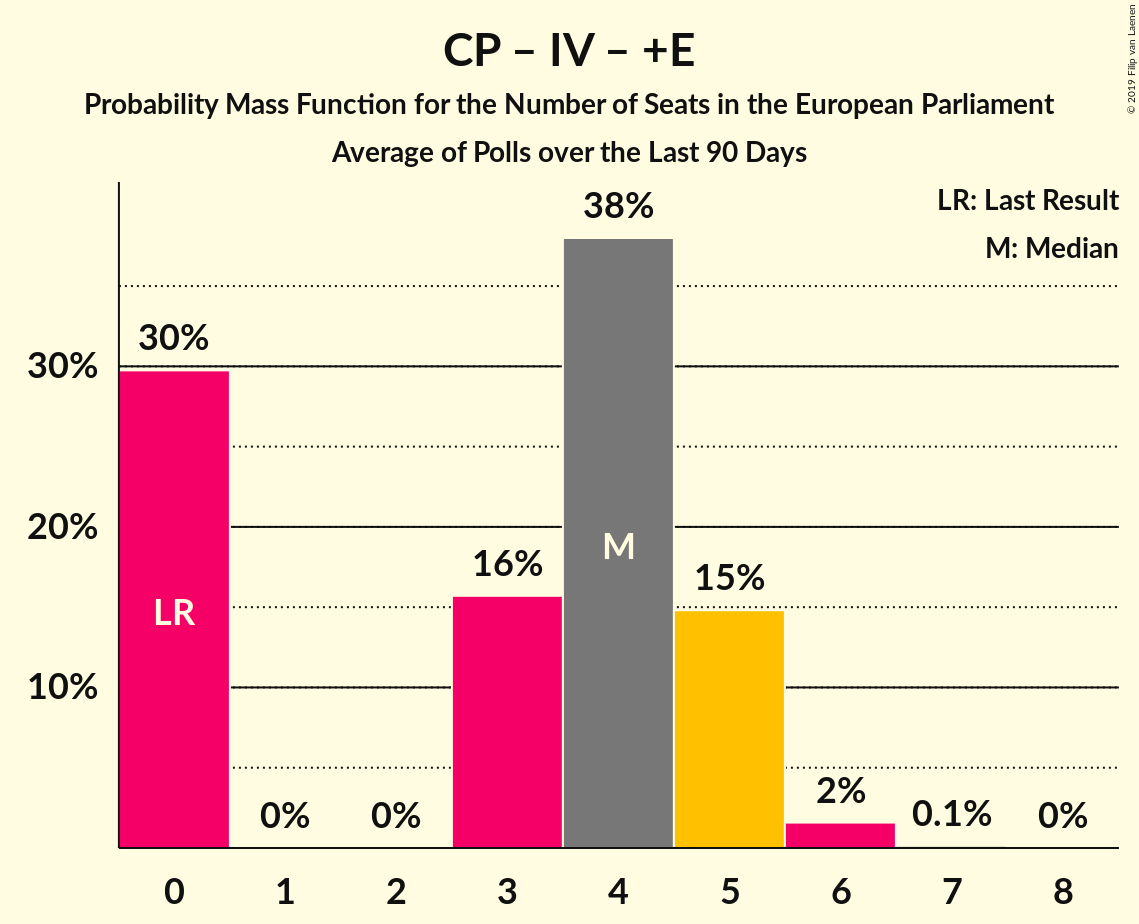 CP – IV – +E
Probability Mass Function for the Number of Seats in the European Parliament
Average of Polls over the Last 90 Days
© 2019 Filip van Laenen
LR: Last Result
M: Median
38%
30%
30%
20%
16%
M
15%
LR
10%
2%
0%
0%
0.1%
0%
0 1 2 3 4 5 6 7 8